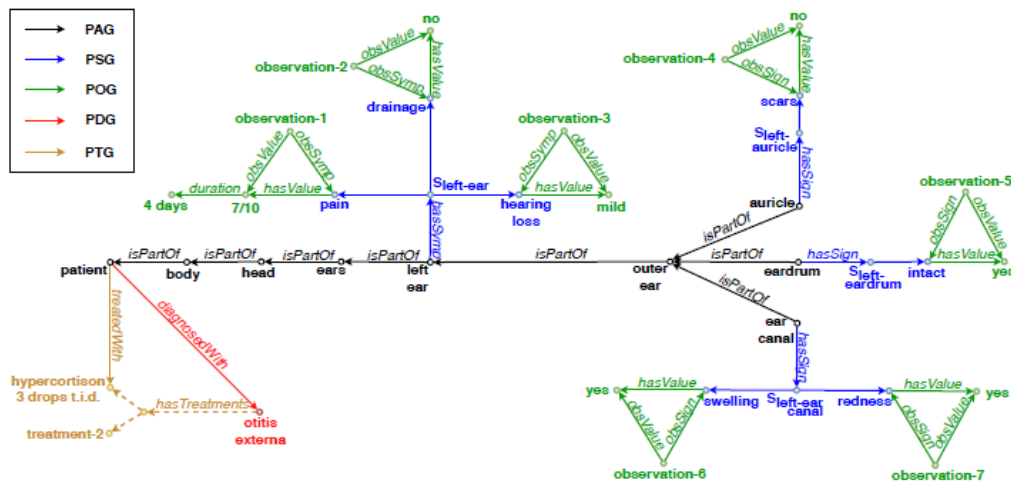 PAG
PSG
POG
PDG
PTG
no
obsValue
observation-2
obsSymp
hasValue
drainage
no
obsValue
observation-4
obsSign
hasValue
scars
Sleft-
auricle
hasSign
auricle
observation-1
obsValue
obsSymp
duration
hasValue
4 days
7/10
pain
Sleft-ear
observation-3
obsSymp
obsValue
hasValue
hearing
loss
mild
hasSymp
observation-5
obsSign
obsValue
hasValue
intact
yes
hasSign
Sleft-
eardrum
isPartOf
isPartOf
isPartOf
isPartOf
isPartOf
isPartOf
isPartOf
isPartOf
patient
body
head
ears
left
ear
outer
ear
eardrum
ear
canal
hasSign
treatedWith
diagnosedWith
hypercortison
3 drops t.i.d.
hasTreatments
treatment-2
otitis
externa
yes
hasValue
swelling
Sleft-ear
canal
redness
hasValue
yes
obsValue
obsSign
obsSign
obsValue
observation-6
observation-7